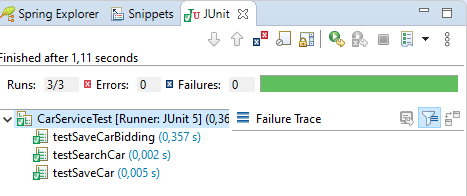 Spring Explorer Snippets JUnit
Finished after 1,11 seconds
Runs: 3/3 Errors: 0 Failures: 0
CarServiceTest [Runner: JUnit 5] (0,36 Failure Trace
testSaveCarBidding (0,357 s)
testSearchCar (0,002 s)
testSaveCar (0,005 s)